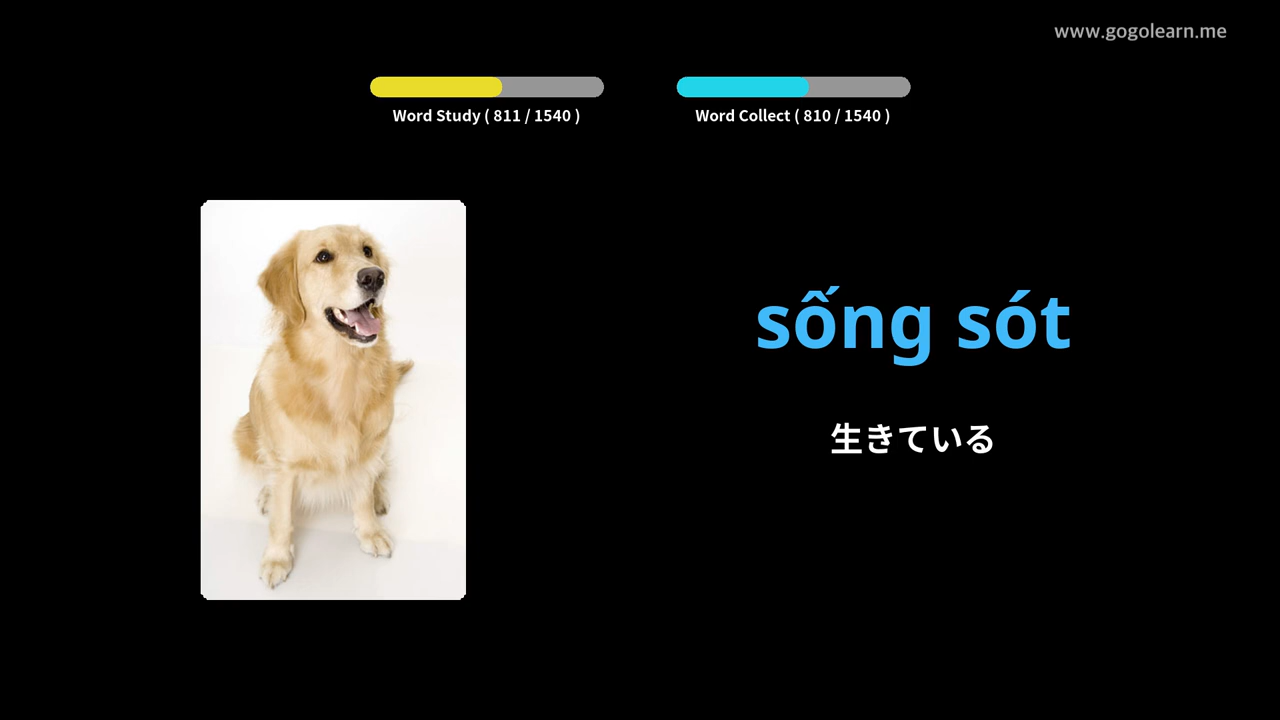 www.gogolearn.me
Word Study ( 811 / 1540 )
Word Collect ( 810 / 1540 )
sống sót
生きている